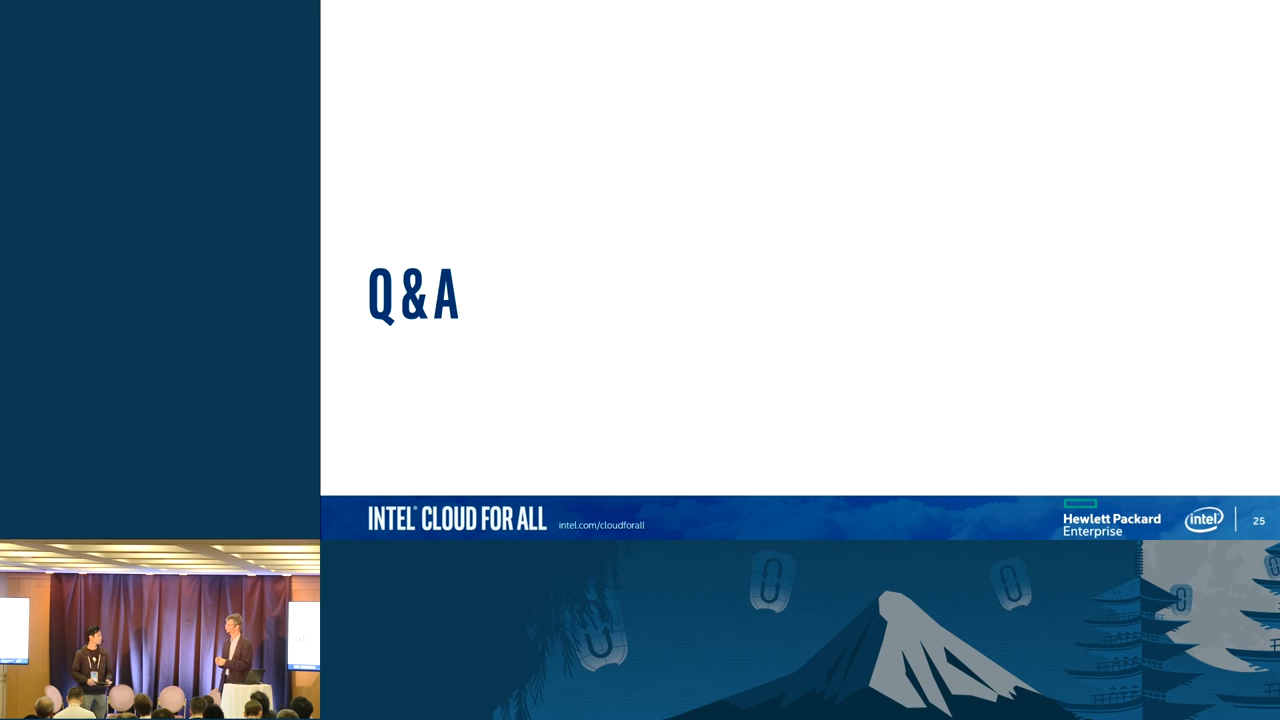 Q&A
INTEL® CLOUD FOR ALL
intel.com/cloudforall
Hewlett Packard
Enterprise
intel
25